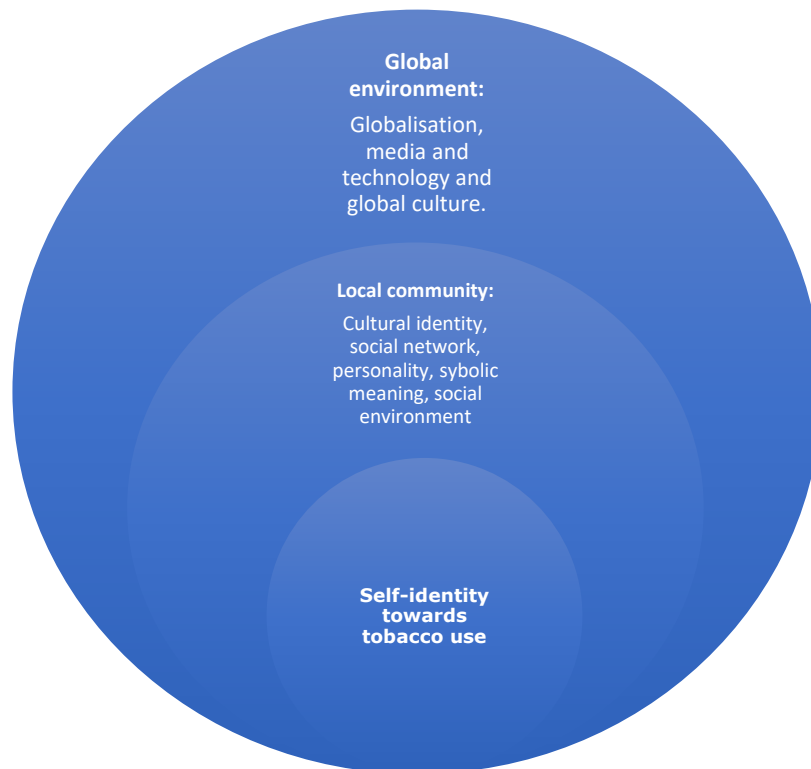 Global
environment:
Globalisation,
media and
technology and
global culture.
Local community:
Cultural identity,
social network,
personality, sybolic
meaning, social
environment
Self-identity
towards
tobacco use